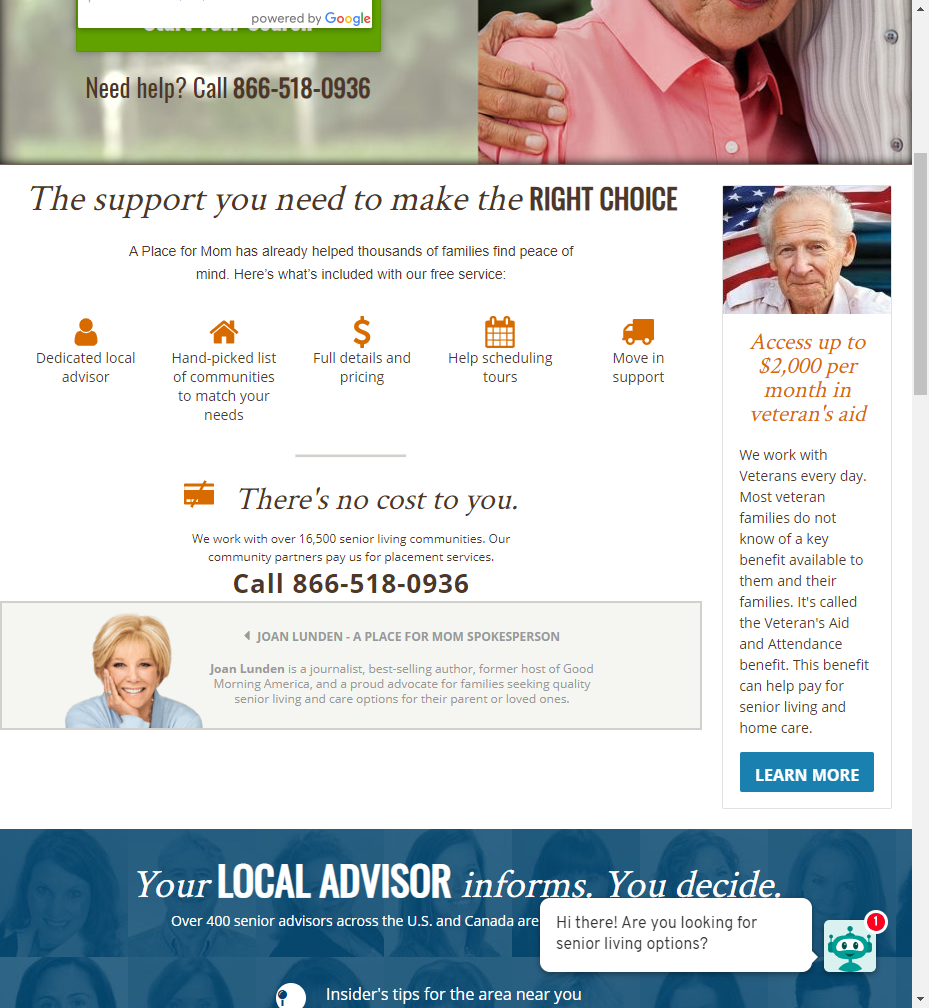 powered by Google
Start Your Search
Need help? Call 866-518-0936
The support you need to make the RIGHT CHOICE
A Place for Mom has already helped thousands of families find peace of
mind. Here's what's included with our free service:
Dedicated local
advisor
Hand-picked list
of communities
to match your
needs
Full details and
pricing
Help scheduling
tours
Move in
support
There's no cost to you.
We work with over 16,500 senior living communities. Our
community partners pay us for placement services.
Call 866-518-0936
JOAN LUNDEN - A PLACE FOR MOM SPOKESPERSON
Joan Lunden is a journalist, best-selling author, former host of Good
Morning America, and a proud advocate for families seeking quality
senior living and care options for their parent or loved ones.
Access up to
$2,000 per
month in
veteran's aid
We work with
Veterans every day.
Most veteran
families do not
know of a key
benefit available to
them and their
families. It's called
the Veteran's Aid
and Attendance
benefit. This benefit
can help pay for
senior living and
home care.
LEARN MORE
Your LOCAL ADVISOR informs. You decide.
Over 400 senior advisors across the U.S. and Canada are
Hi there! Are you looking for
senior living options?
1
Insider's tips for the area near you